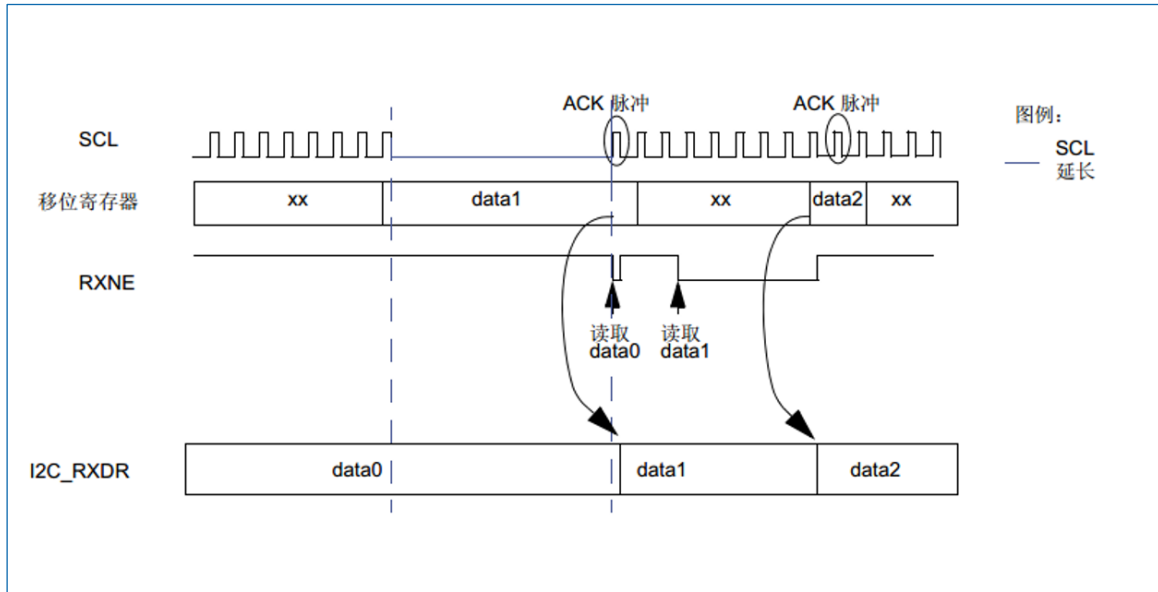 ACK 脉冲
ACK 脉冲
图例:
SCL
SCL
延长
移位寄存器
xx
data1
xx
data2
xx
RXNE
读取
data0
读取
data1
I2C_RXDR
data0
data1
data2